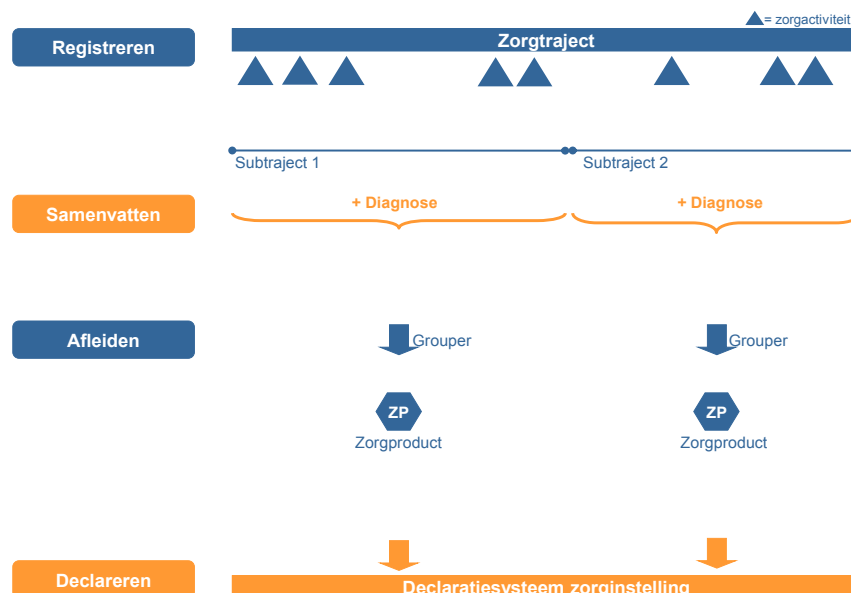 = zorgactiviteit
Registreren
Zorgtraject
Subtraject 1
Subtraject 2
Samenvatten
+ Diagnose
+ Diagnose
Afleiden
Grouper
Grouper
ZP
ZP
Zorgproduct
Zorgproduct
Declareren
Declaratiesysteem zorginstelling